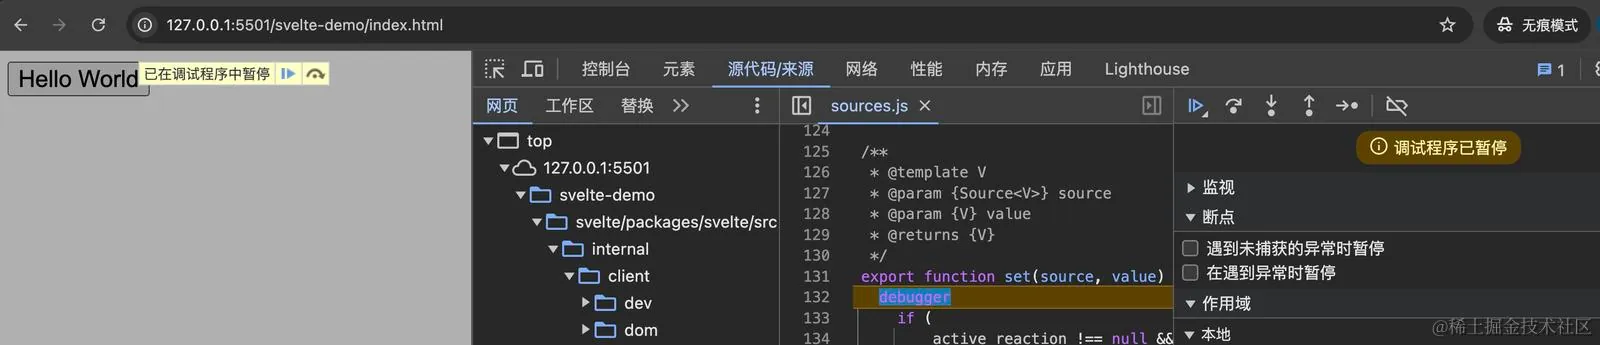 127.0.0.1:5501/svelte-demo/index.html
无痕模式
Hello World
已在调试程序中暂停
控制台 元素 源代码/来源 网络 性能 内存 应用 Lighthouse
1
网页 工作区 替换
sources.js
top
127.0.0.1:5501
svelte-demo
svelte/packages/svelte/src
internal
client
dev
dom
124
125 /**
126 * @template V
127 * @param {Source<V>} source
128 * @param {V} value
129 * @returns {V}
130 */
131 export function set(source, value)
132 debugger
133 if (
134 active_reaction !== null &&
调试程序已暂停
监视
断点
遇到未捕获的异常时暂停
在遇到异常时暂停
作用域
本地
@稀土掘金技术社区